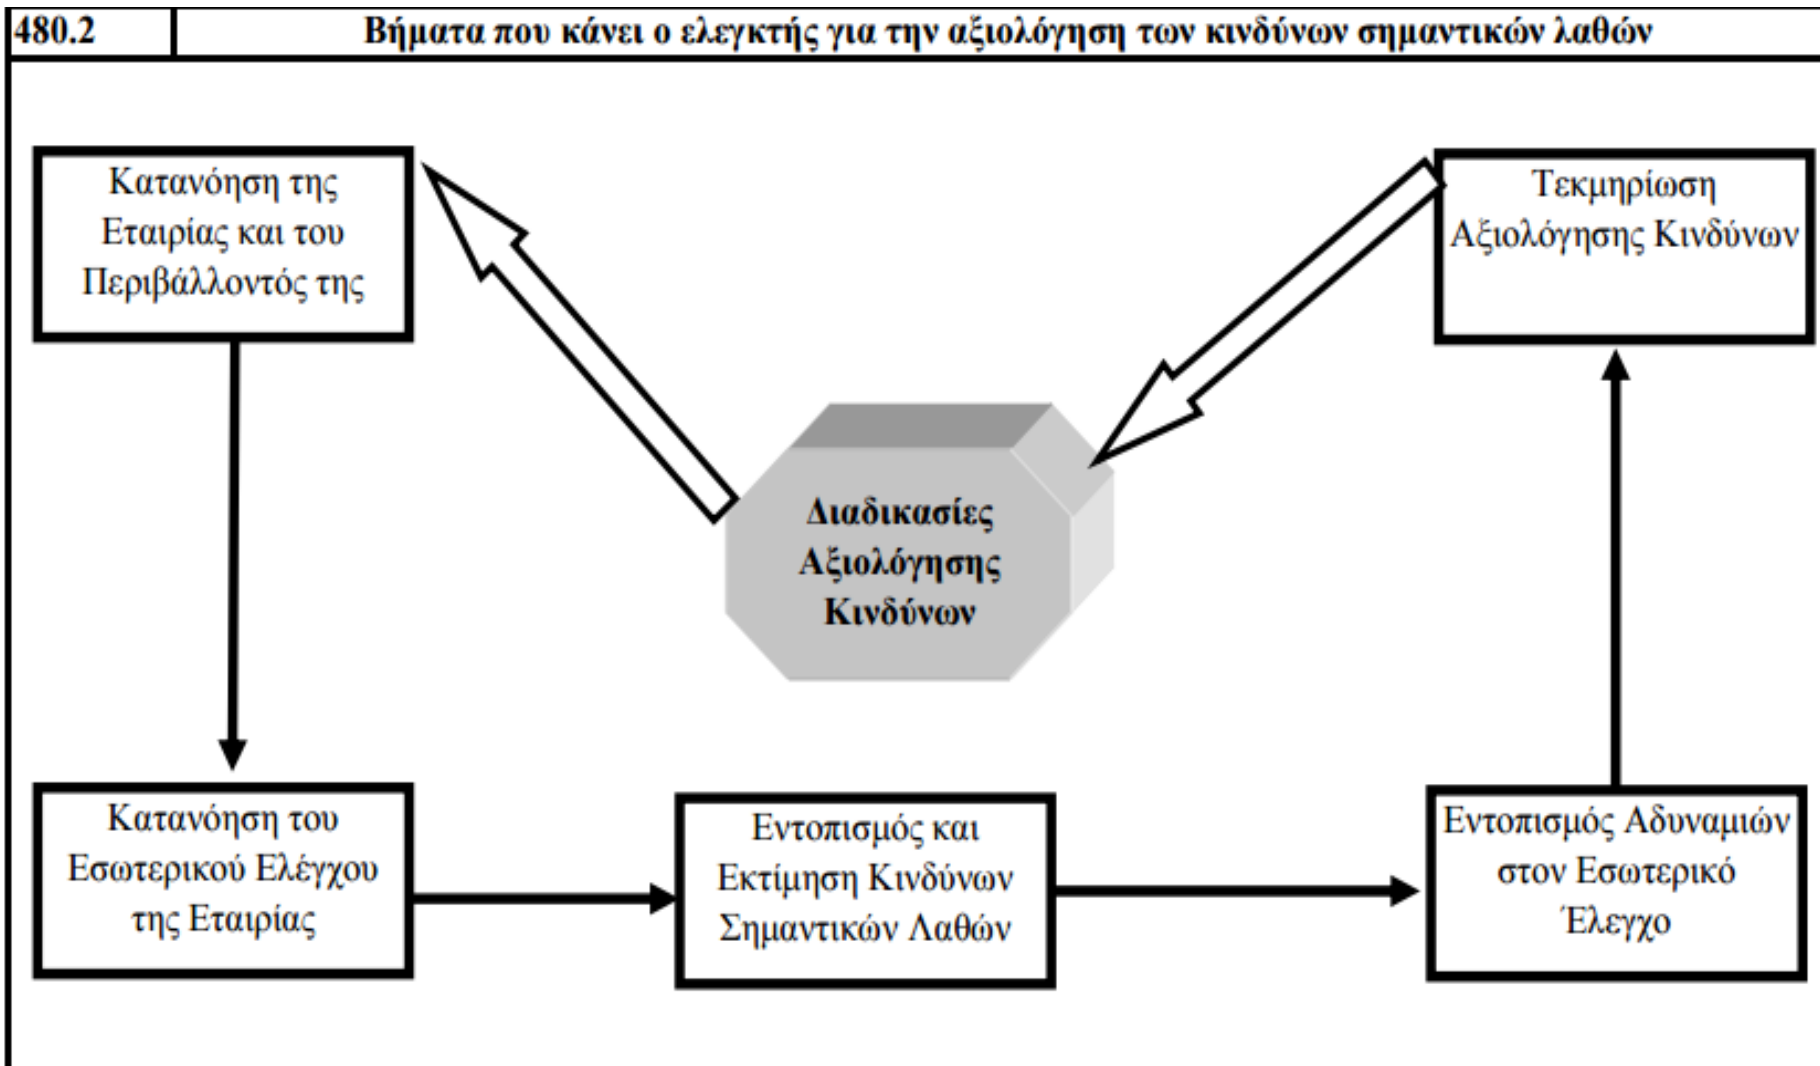 480.2
Βήματα που κάνει ο ελεγκτής για την αξιολόγηση των κινδύνων σημαντικών λαθών
Κατανόηση της
Εταιρίας και του
Περιβάλλοντός της
Τεκμηρίωση
Αξιολόγησης Κινδύνων
Διαδικασίες
Αξιολόγησης
Κινδύνων
Κατανόηση του
Εσωτερικού Ελέγχου
της Εταιρίας
Εντοπισμός και
Εκτίμηση Κινδύνων
Σημαντικών Λαθών
Εντοπισμός Αδυναμιών
στον Εσωτερικό
Έλεγχο